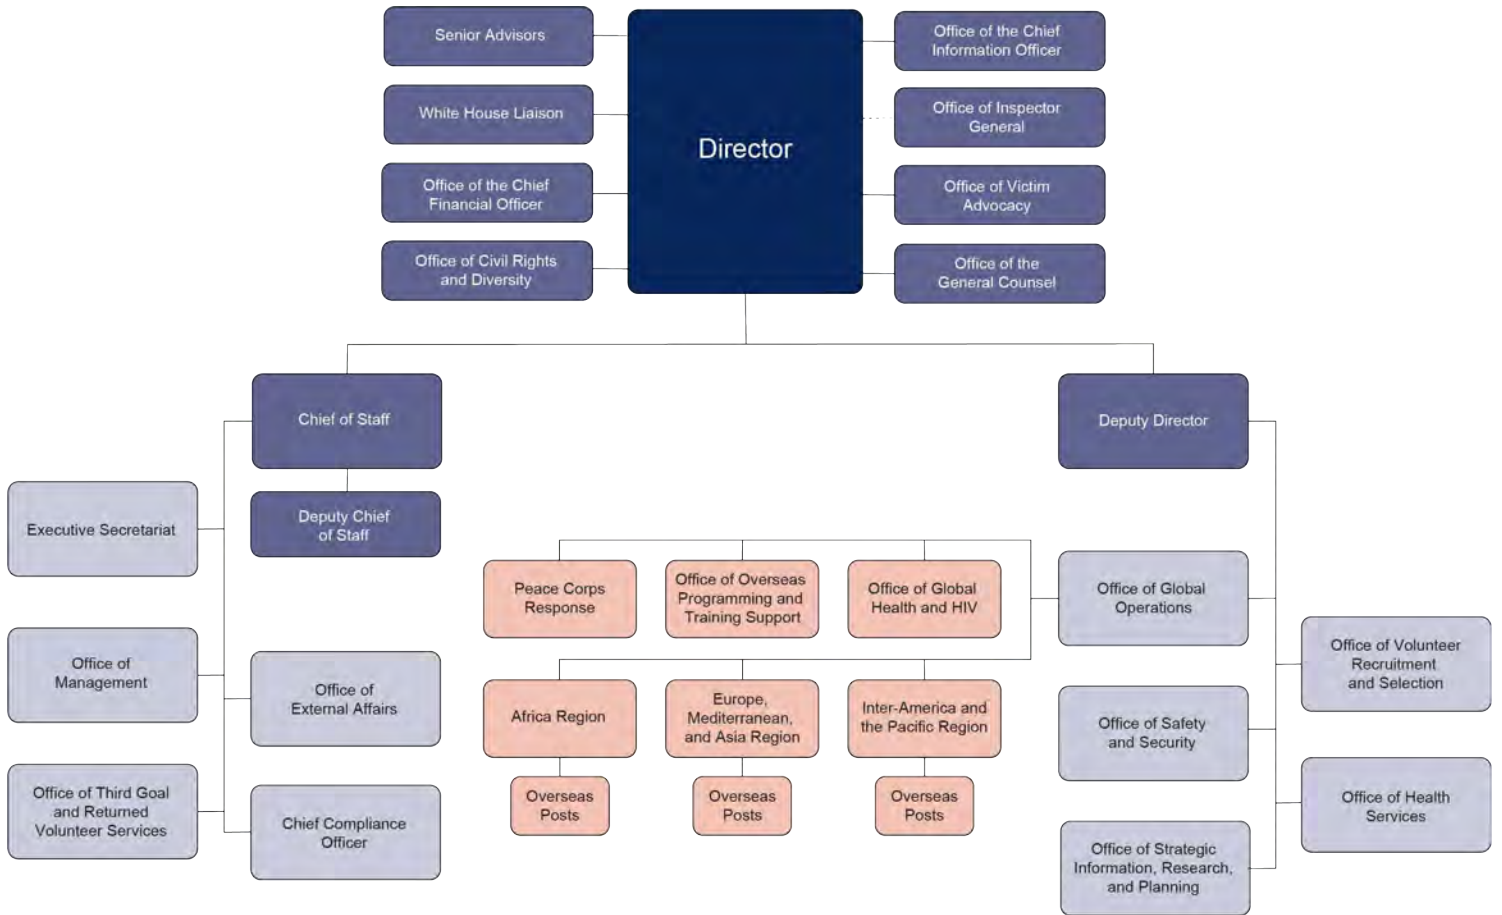 Senior Advisors
White House Liaison
Office of the Chief
Financial Officer
Office of Civil Rights
and Diversity
Director
Office of the Chief
Information Officer
Office of Inspector
General
Office of Victim
Advocacy
Office of the
General Counsel
Chief of Staff
Deputy Chief
of Staff
Executive Secretariat
Office of
Management
Office of
External Affairs
Office of Third Goal
and Returned
Volunteer Services
Chief Compliance
Officer
Deputy Director
Office of Global
Operations
Peace Corps
Response
Office of Overseas
Programming and
Training Support
Office of Global
Health and HIV
Africa Region
Europe,
Mediterranean,
and Asia Region
Inter-America and
the Pacific Region
Overseas
Posts
Overseas
Posts
Overseas
Posts
Office of Volunteer
Recruitment
and Selection
Office of Safety
and Security
Office of Health
Services
Office of Strategic
Information, Research,
and Planning